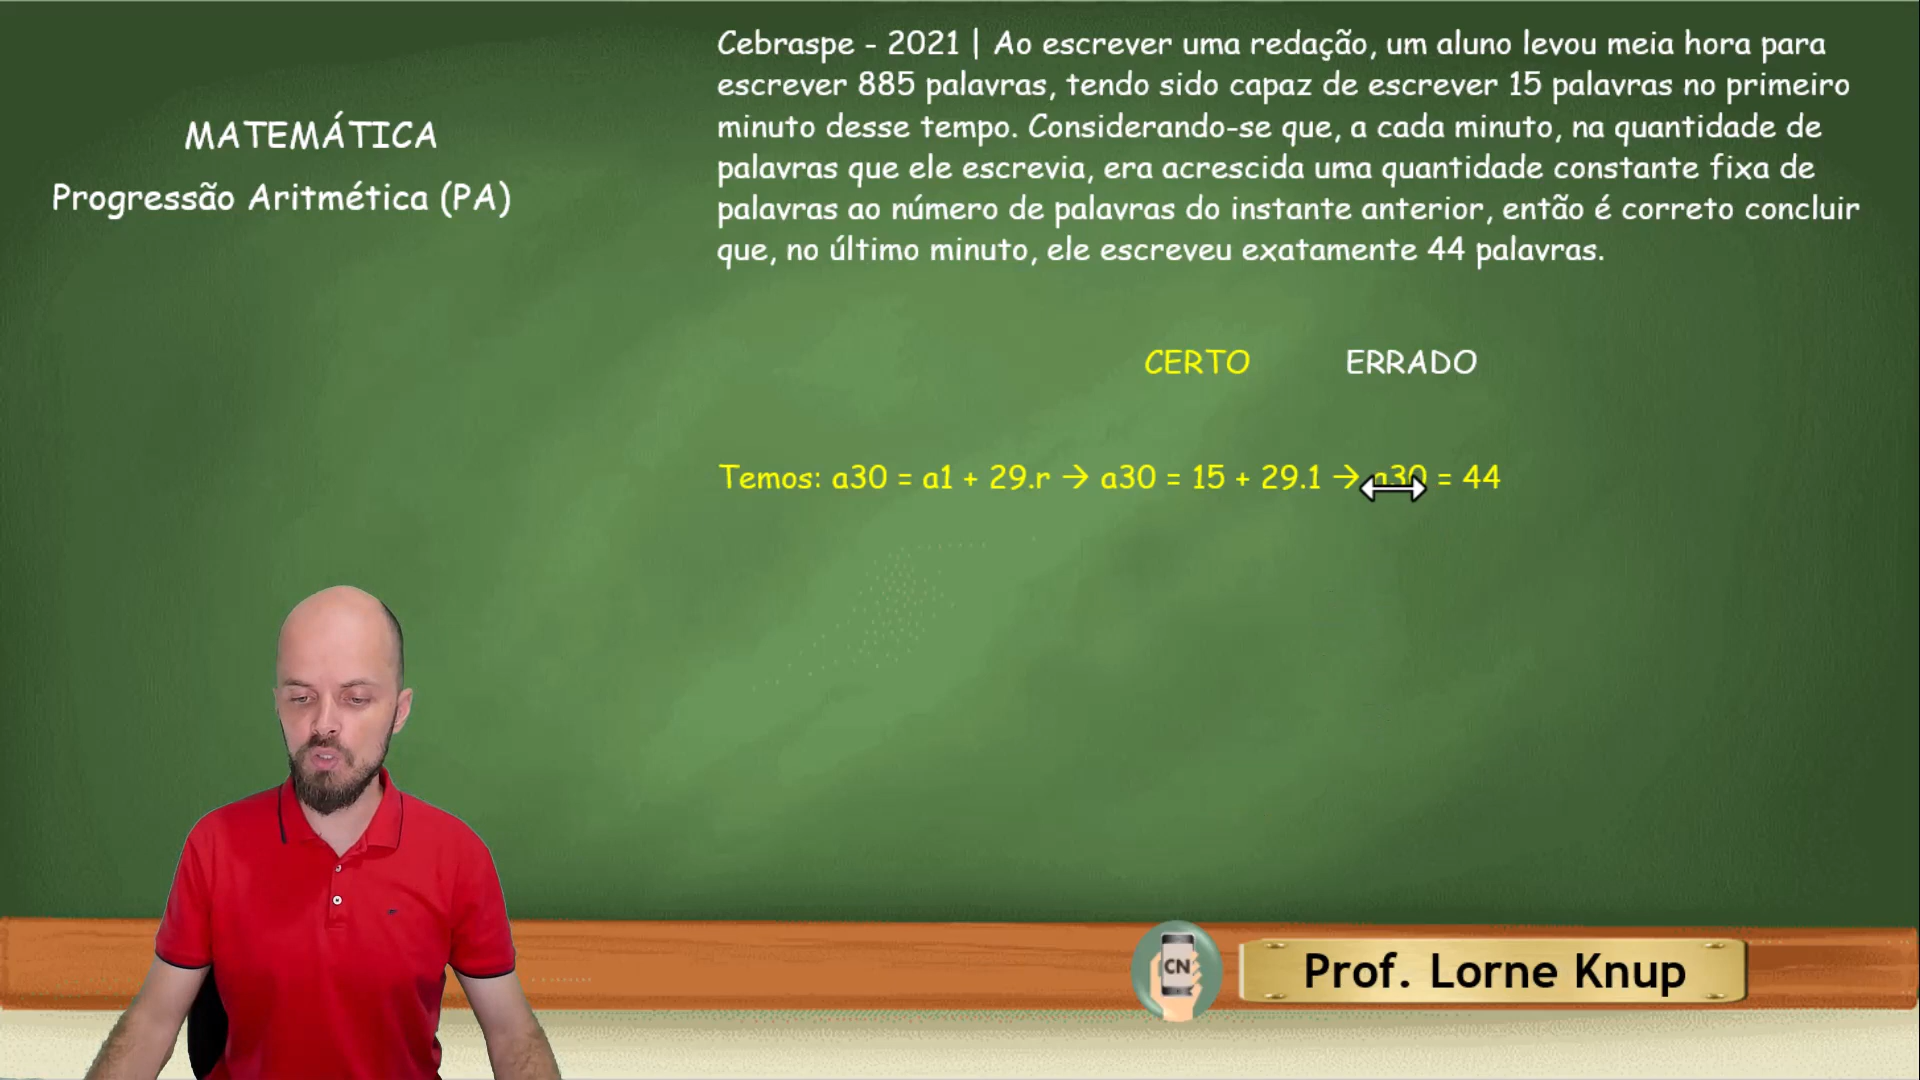 MATEMÁTICA
Progressão Aritmética (PA)
Cebraspe - 2021 | Ao escrever uma redação, um aluno levou meia hora para
escrever 885 palavras, tendo sido capaz de escrever 15 palavras no primeiro
minuto desse tempo. Considerando-se que, a cada minuto, na quantidade de
palavras que ele escrevia, era acrescida uma quantidade constante fixa de
palavras ao número de palavras do instante anterior, então é correto concluir
que, no último minuto, ele escreveu exatamente 44 palavras.
CERTO ERRADO
Temos: a30 = a1 + 29.r → a30 = 15 + 29.1 → a30 = 44
CN
Prof. Lorne Knup